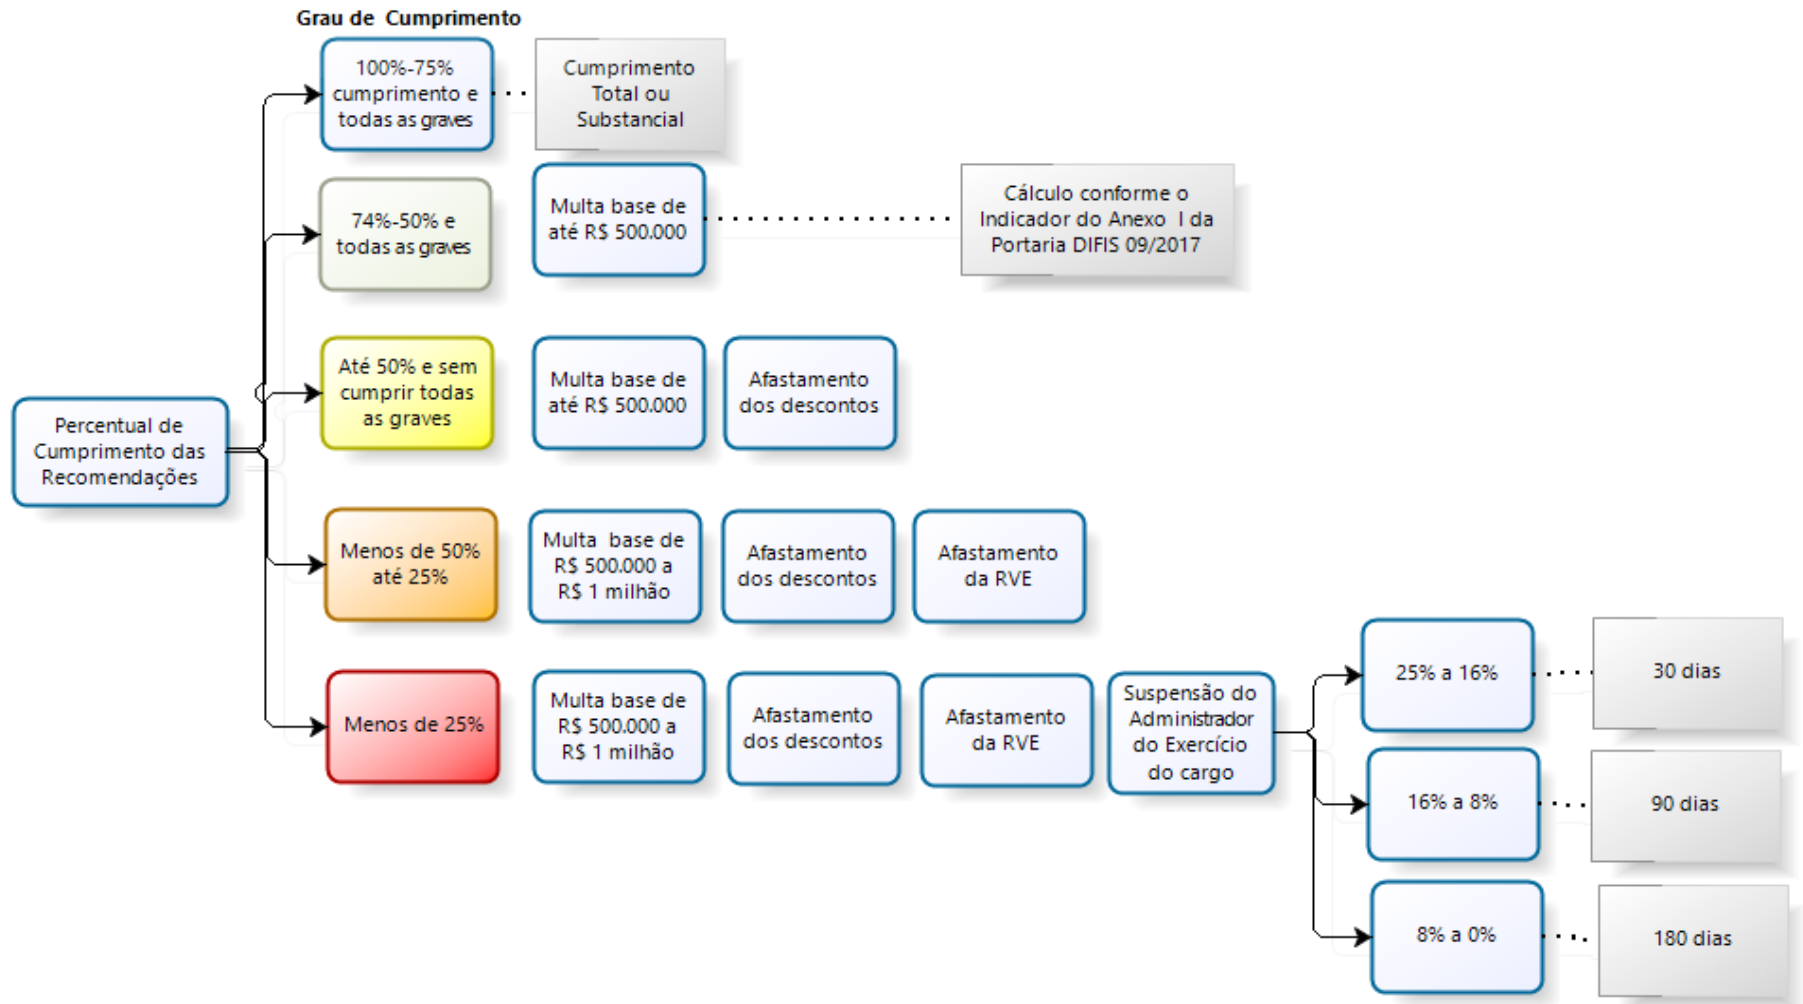 Grau de Cumprimento
100%-75%
cumprimento e
todas as graves
Cumprimento
Total ou
Substancial
74%-50% e
todas as graves
Multa base de
até R$ 500.000
Cálculo conforme o
Indicador do Anexo I da
Portaria DIFIS 09/2017
Até 50% e sem
cumprir todas
as graves
Multa base de
até R$ 500.000
Afastamento
dos descontos
Percentual de
Cumprimento das
Recomendações
Menos de 50%
até 25%
Multa base de
R$ 500.000 a
R$ 1 milhão
Afastamento
dos descontos
Afastamento
da RVE
Menos de 25%
Multa base de
R$ 500.000 a
R$ 1 milhão
Afastamento
dos descontos
Afastamento
da RVE
Suspensão do
Administrador
do Exercício
do cargo
25% a 16%
30 dias
16% a 8%
90 dias
8% a 0%
180 dias